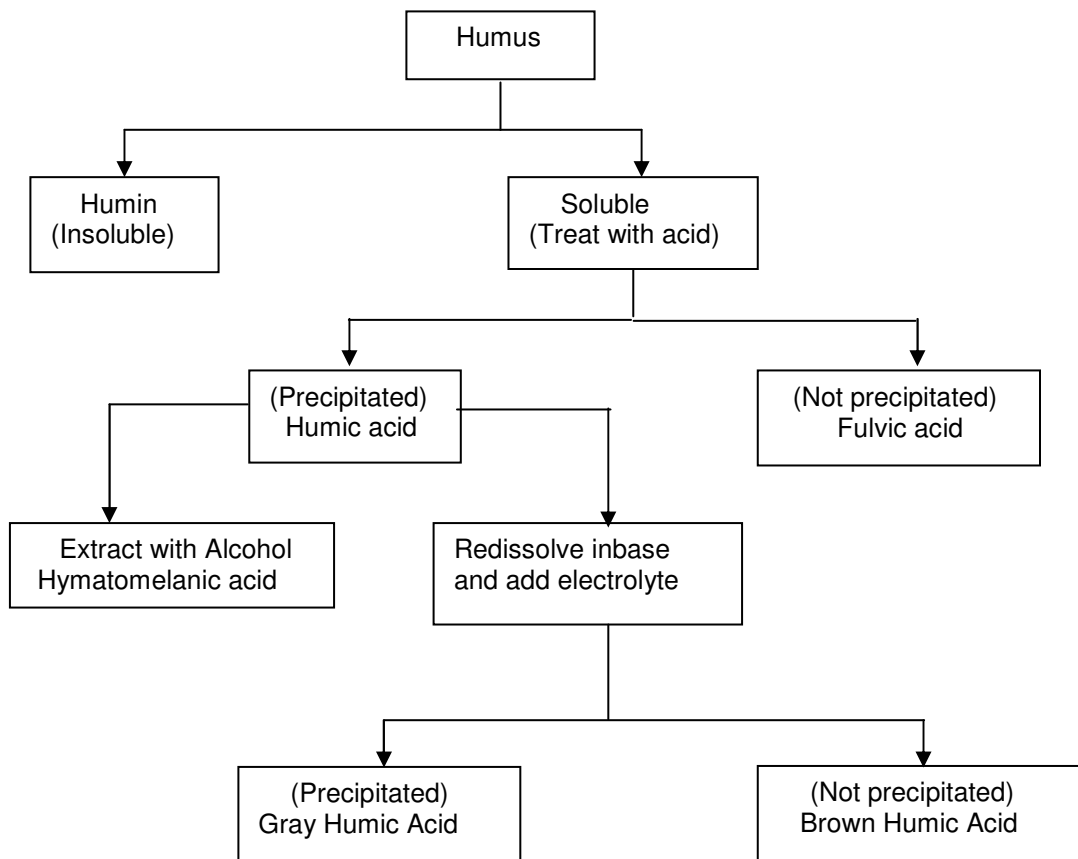 Humus
Humin
(Insoluble)
Soluble
(Treat with acid)
(Precipitated)
Humic acid
(Not precipitated)
Fulvic acid
Extract with Alcohol
Hymatomelanic acid
Redissolve inbase
and add electrolyte
(Precipitated)
Gray Humic Acid
(Not precipitated)
Brown Humic Acid